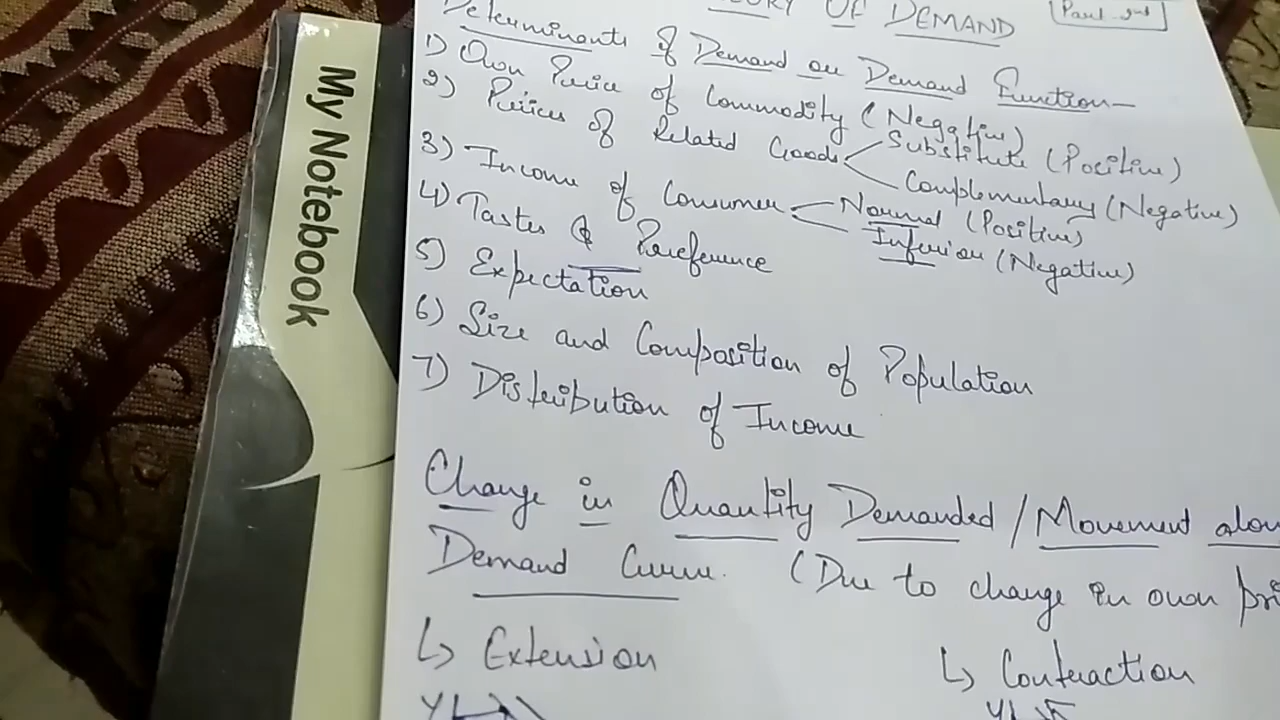 My Notebook
OF DEMAND
Part-2nd
Determinants of Demand or Demand Function-
1) Own Price of Commodity (Negative)
2) Prices of Related Goods
Substitute (Positive)
Complementary (Negative)
3) Income of Consumer
Normal (Positive)
Inferior (Negative)
4) Tastes & Preference
5) Expectation
6) Size and Composition of Population
7) Distribution of Income
Change in Quantity Demanded / Movement
Demand Curve. (Due to change in own
↳ Extension
↳ Contraction
Y
Y